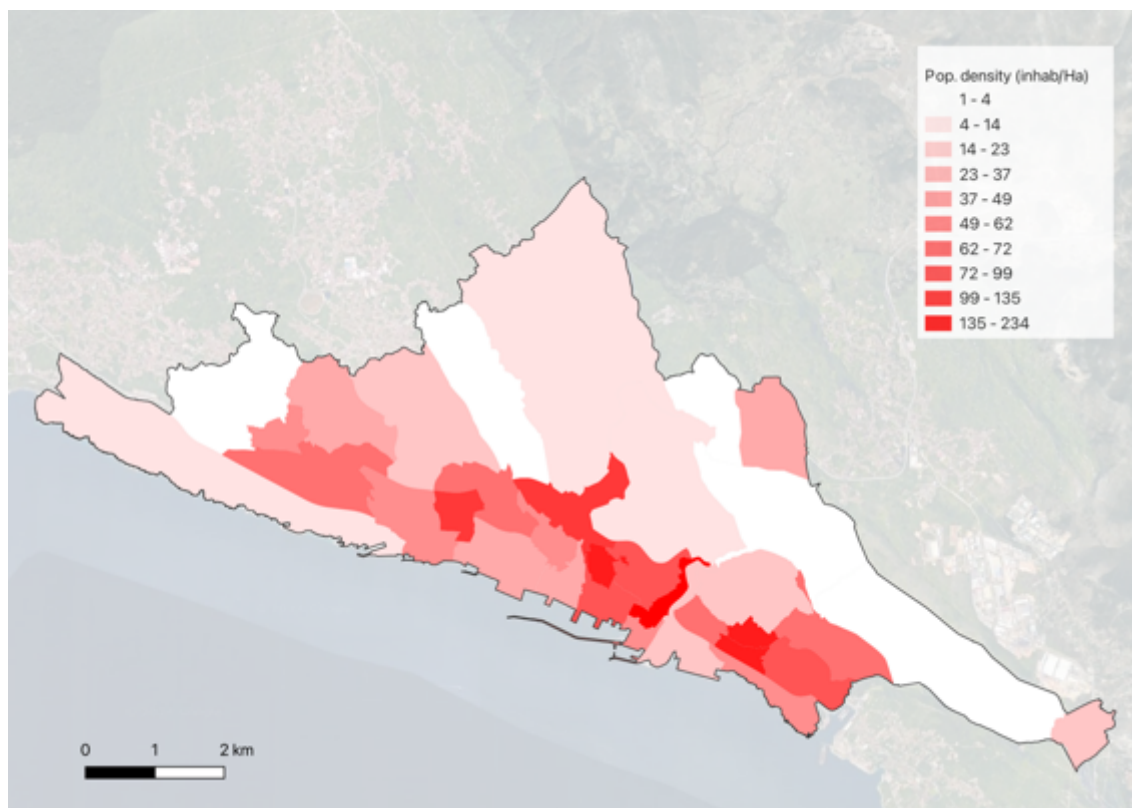 Pop. density (inhab/Ha)
1 - 4
4 - 14
14 - 23
23 - 37
37 - 49
49 - 62
62 - 72
72 - 99
99 - 135
135 - 234
0 1 2 km